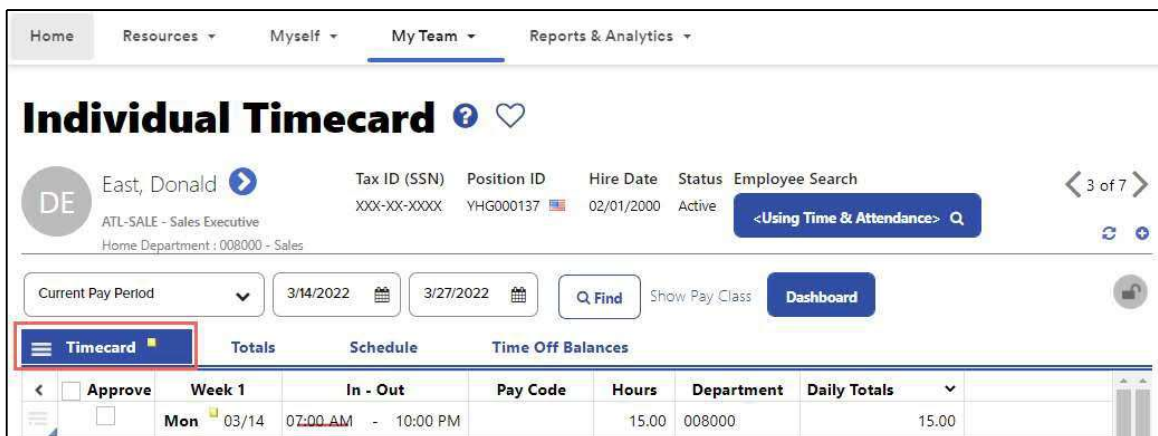 Home Resources Myself My Team Reports & Analytics
Individual Timecard ?
DE
East, Donald
ATL-SALE - Sales Executive
Home Department : 008000 - Sales
Tax ID (SSN) Position ID Hire Date Status Employee Search
XXX-XX-XXXX YHG000137 02/01/2000 Active <Using Time & Attendance>
3 of 7
Current Pay Period 3/14/2022 3/27/2022 Find Show Pay Class Dashboard
Timecard Totals Schedule Time Off Balances
Approve Week 1 In - Out Pay Code Hours Department Daily Totals
Mon 03/14 07:00 AM - 10:00 PM 15.00 008000 15.00